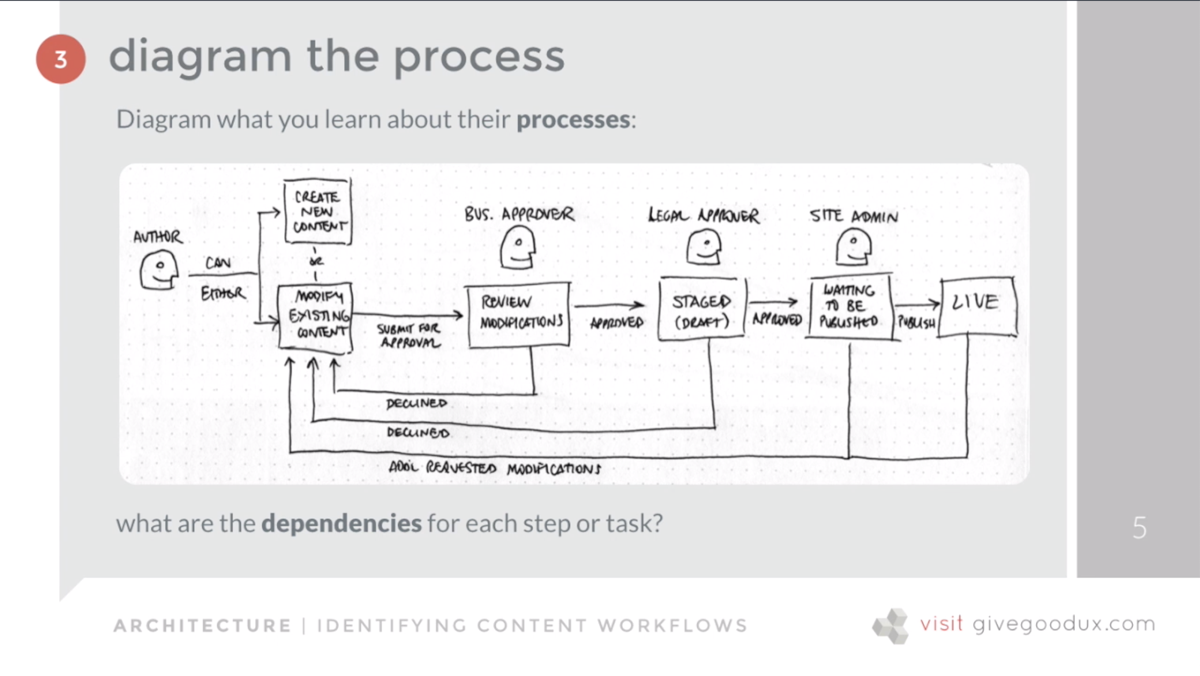 3
diagram the process
Diagram what you learn about their processes:
AUTHOR
CAN
EITHER
CREATE
NEW
CONTENT
or
MODIFY
EXISTING
CONTENT
SUBMIT FOR
APPROVAL
BUS. APPROVER
REVIEW
MODIFICATIONS
APPROVED
LEGAL APPROVER
STAGED
(DRAFT)
APPROVED
SITE ADMIN
WAITING
TO BE
PUBLISHED
PUBLISH
LIVE
DECLINED
DECLINED
ADD'L REQUESTED MODIFICATIONS
what are the dependencies for each step or task?
5
ARCHITECTURE | IDENTIFYING CONTENT WORKFLOWS
visit givegoodux.com